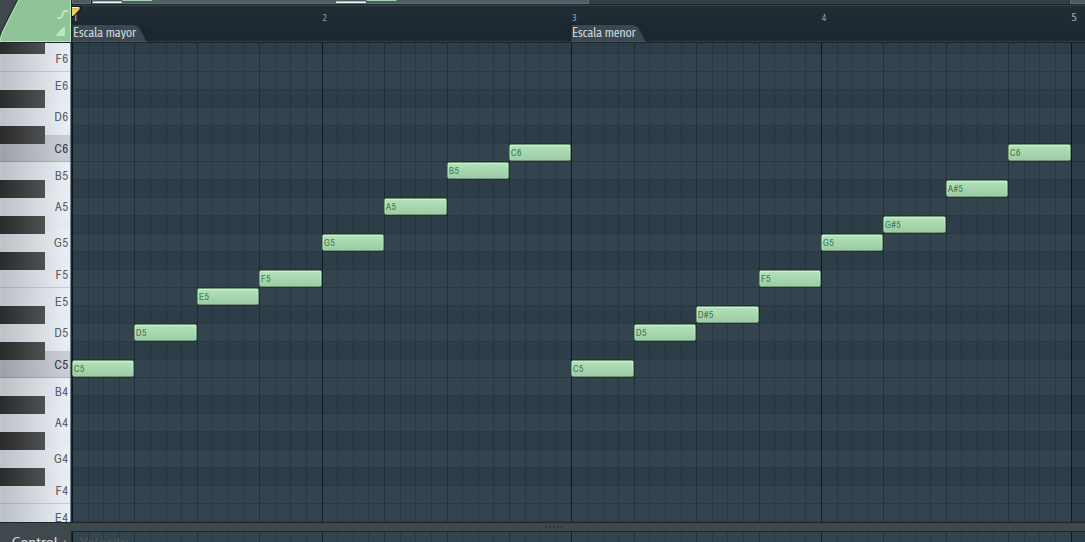 1 2 3 4 5
Escala mayor Escala menor
F6
E6
D6
C6 C6 C6
B5 B5
A#5
A5 A5
G#5
G5 G5 G5
F5 F5 F5
E5 E5
D#5
D5 D5 D5
C5 C5 C5
B4
A4
G4
F4
E4
Control